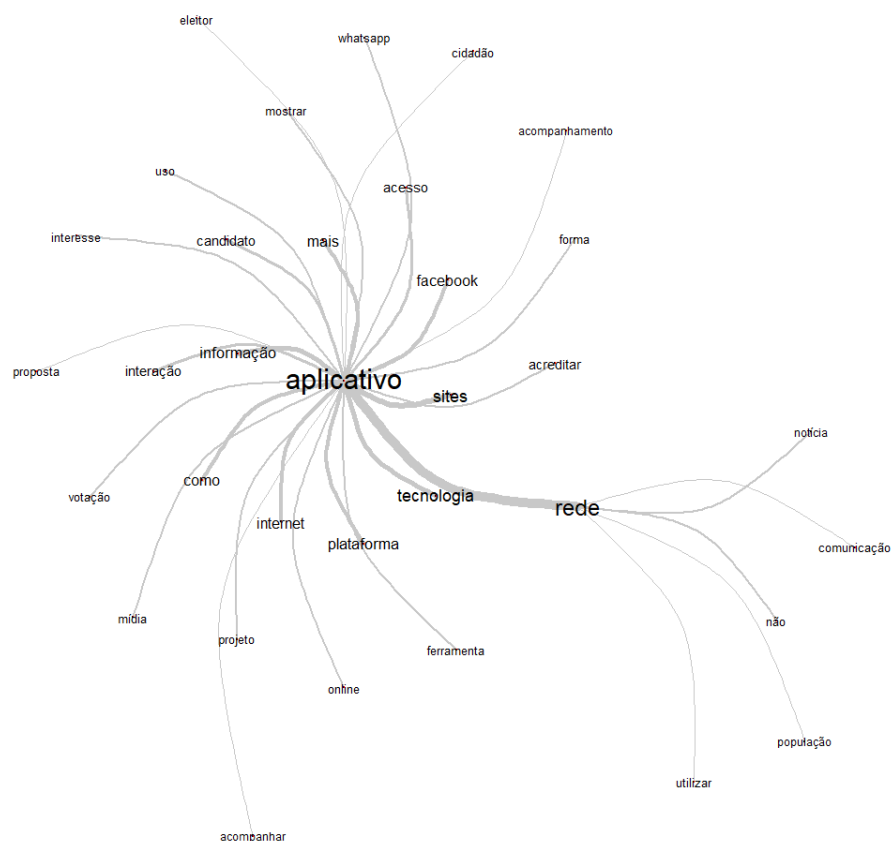 eleitor
whatsapp
cidadão
mostrar
acompanhamento
uso
acesso
interesse
candidato
mais
forma
facebook
informação
interação
proposta
aplicativo
acreditar
sites
notícia
como
votação
tecnologia
rede
internet
plataforma
comunicação
mídia
não
projeto
ferramenta
online
população
utilizar
acompanhar